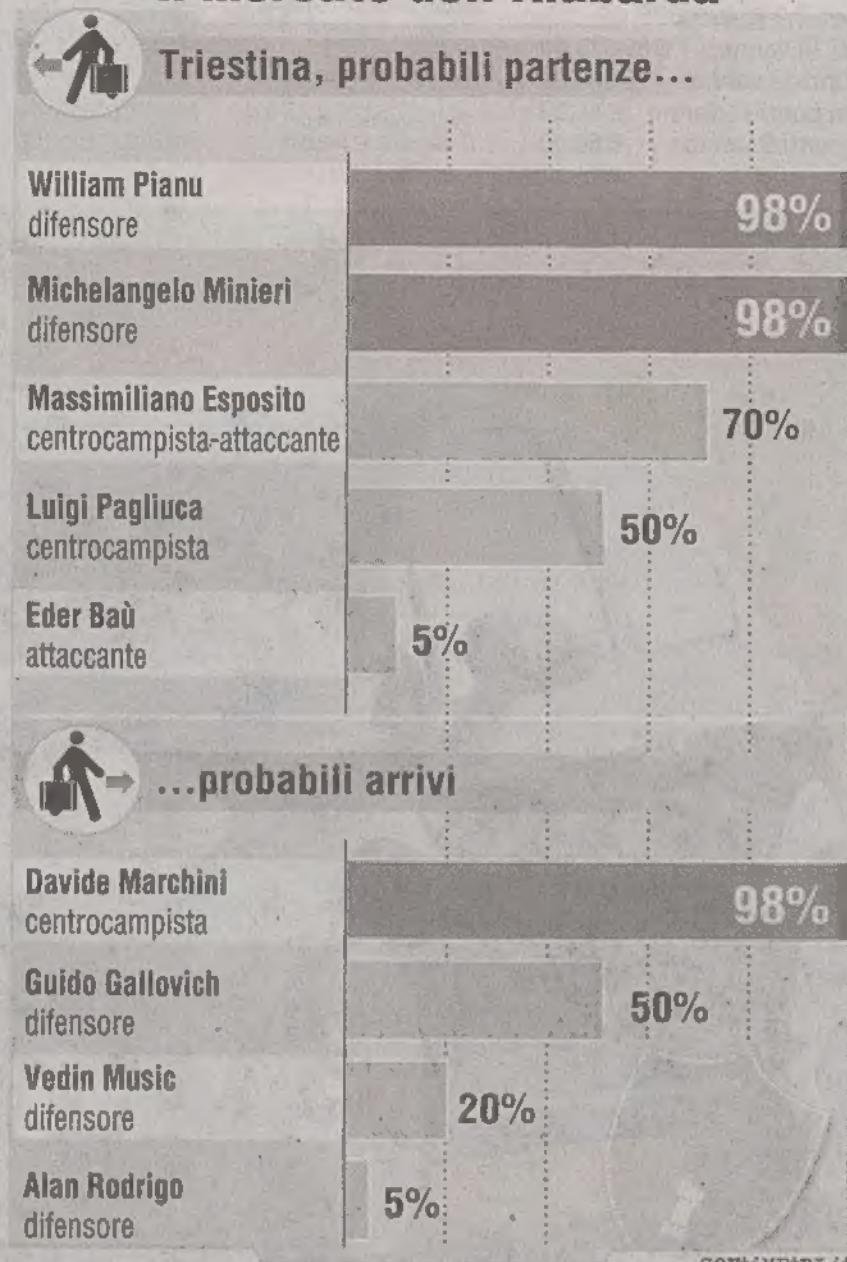 Triestina, probabili partenze...
William Pianu
difensore
98%
Michelangelo Minieri
difensore
98%
Massimiliano Esposito
centrocampista-attaccante
70%
Luigi Pagliuca
centrocampista
50%
Eder Baù
attaccante
5%
...probabili arrivi
Davide Marchini
centrocampista
98%
Guido Gallovich
difensore
50%
Vedin Music
difensore
20%
Alan Rodrigo
difensore
5%